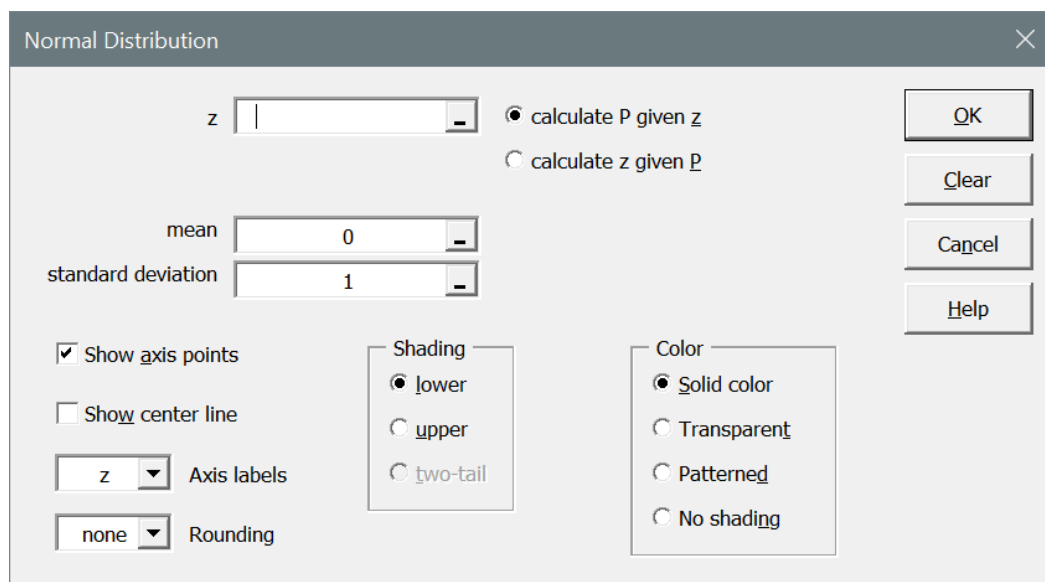 Normal Distribution
z
calculate P given z
OK
calculate z given P
Clear
mean
0
Cancel
standard deviation
1
Help
Show axis points
Shading
Color
lower
Solid color
Show center line
upper
Transparent
z
Axis labels
two-tail
Patterned
none
Rounding
No shading